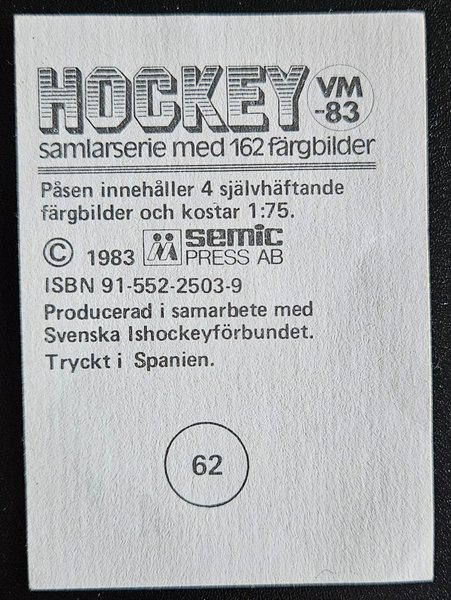 HOCKEY VM -83
samlarserie med 162 färgbilder
Påsen innehåller 4 självhäftande
färgbilder och kostar 1:75.
© 1983 semic PRESS AB
ISBN 91-552-2503-9
Producerad i samarbete med
Svenska Ishockeyförbundet.
Tryckt i Spanien.
62